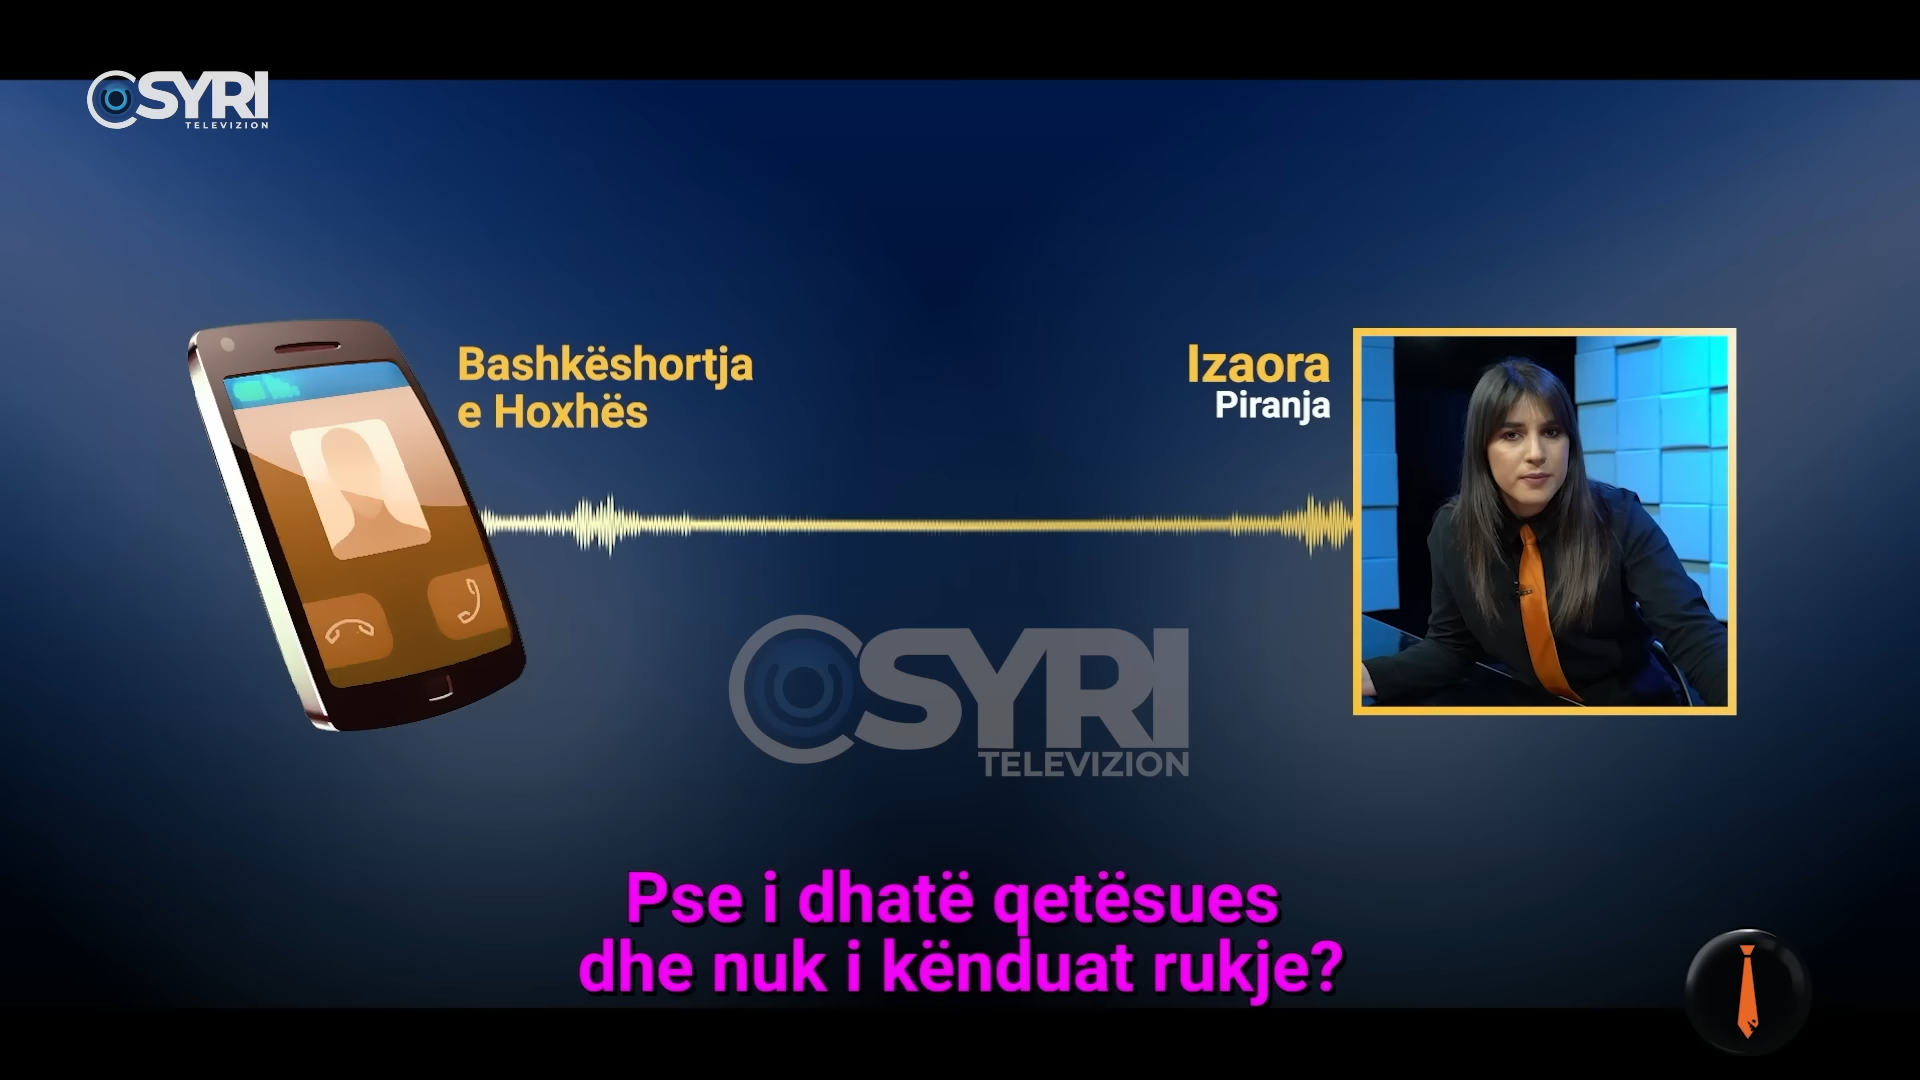 SYRI
TELEVIZION
Bashkëshortja
e Hoxhës
Izaora
Piranja
SYRI
TELEVIZION
Pse i dhatë qetësues
dhe nuk i kënduat rukje?